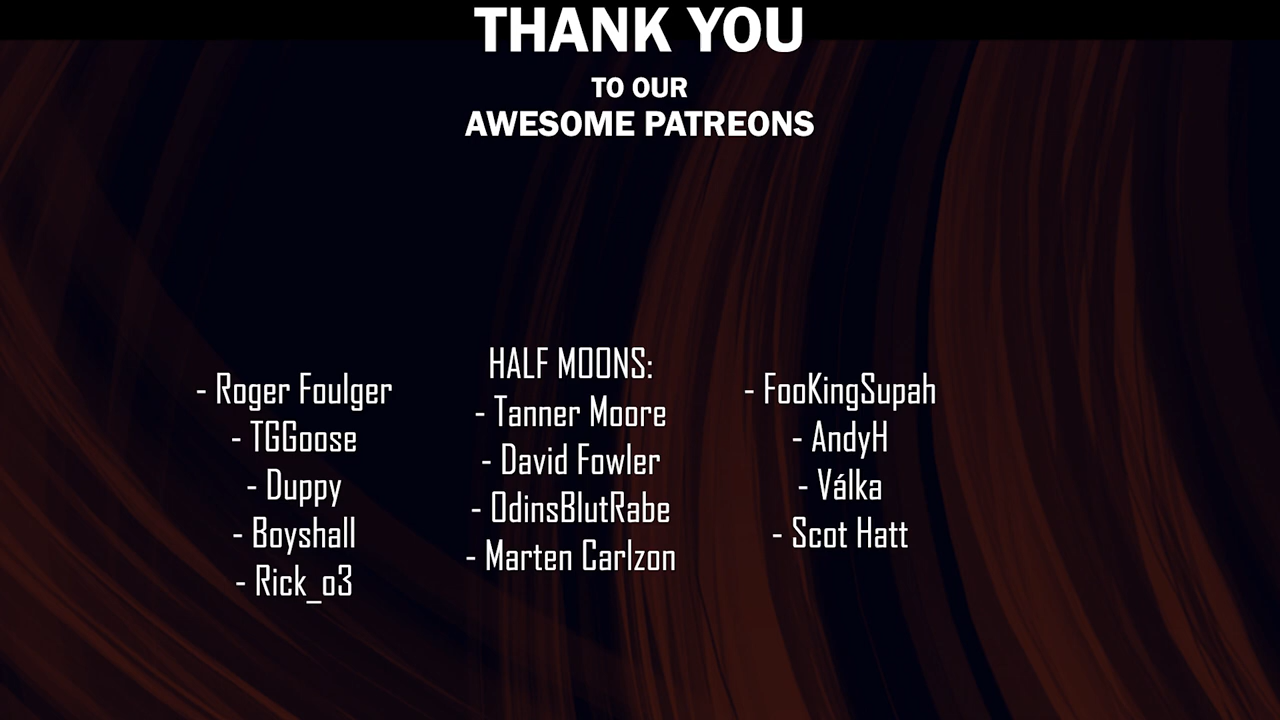 THANK YOU
TO OUR
AWESOME PATREONS
- Roger Foulger
- TGGoose
- Duppy
- Boyshall
- Rick_o3
HALF MOONS:
- Tanner Moore
- David Fowler
- OdinsBlutRabe
- Marten Carlzon
- FooKingSupah
- AndyH
- Válka
- Scot Hatt